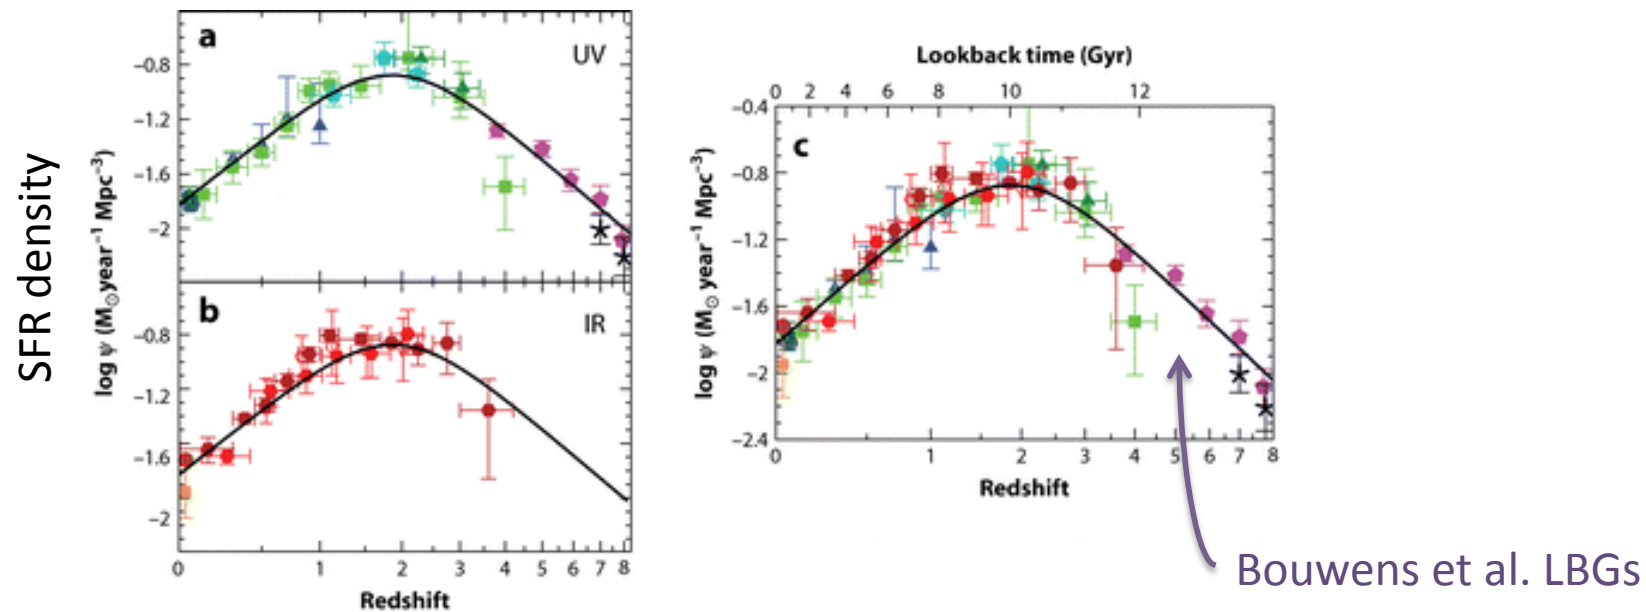 SFR density
log ψ (M⊙ year⁻¹ Mpc⁻³)
a
UV
−0.8
−1.2
−1.6
−2
b
IR
−0.8
−1.2
−1.6
−2
0 1 2 3 4 5 6 7 8
Redshift
Lookback time (Gyr)
0 2 4 6 8 10 12
c
log ψ (M⊙ year⁻¹ Mpc⁻³)
−0.4
−0.8
−1.2
−1.6
−2
−2.4
0 1 2 3 4 5 6 7 8
Redshift
Bouwens et al. LBGs